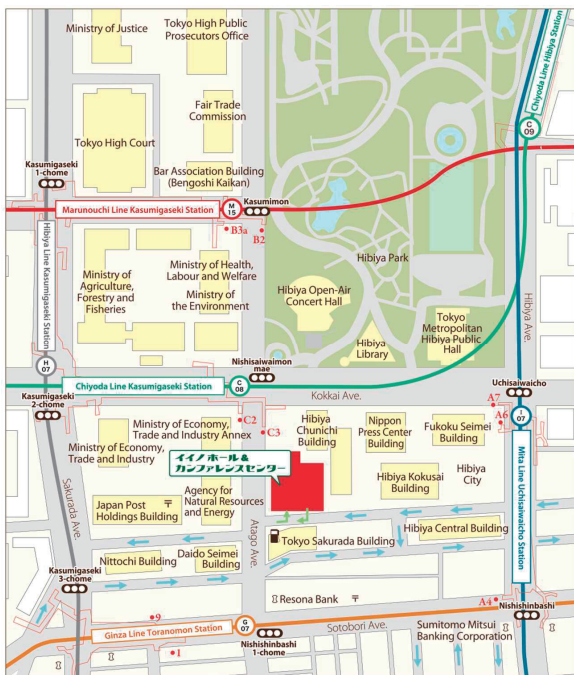 Ministry of Justice
Tokyo High Public
Prosecutors Office
Chiyoda Line Hibiya Station
C
09
Fair Trade
Commission
Tokyo High Court
Kasumigaseki
1-chome
Bar Association Building
(Bengoshi Kaikan)
Marunouchi Line Kasumigaseki Station
M
15
Kasumimon
B3a
B2
Hibiya Line Kasumigaseki Station
Hibiya Park
Ministry of
Agriculture,
Forestry and
Fisheries
Ministry of Health,
Labour and Welfare
Ministry of
the Environment
Hibiya Open-Air
Concert Hall
Hibiya Ave.
Tokyo
Metropolitan
Hibiya Public
Hall
Hibiya
Library
H
07
Nishisaiwaimon
mae
Chiyoda Line Kasumigaseki Station
C
08
Kokkai Ave.
Uchisaiwaicho
Kasumigaseki
2-chome
A7
A6
I
07
C2
C3
Ministry of Economy,
Trade and Industry Annex
Ministry of Economy,
Trade and Industry
Hibiya
Chunichi
Building
Nippon
Press Center
Building
Fukoku Seimei
Building
イイノホール&
カンファレンスセンター
Hibiya
City
Hibiya Kokusai
Building
Mita Line Uchisaiwaicho Station
Sakurada Ave.
Japan Post
Holdings Building
〒
Agency for
Natural Resources
and Energy
Atago Ave.
Hibiya Central Building
Tokyo Sakurada Building
Nittochi Building
Daido Seimei
Building
Kasumigaseki
3-chome
Resona Bank
〒
A4
Nishishinbashi
9
Ginza Line Toranomon Station
G
07
Sotobori Ave.
Nishishinbashi
1-chome
1
Sumitomo Mitsui
Banking Corporation